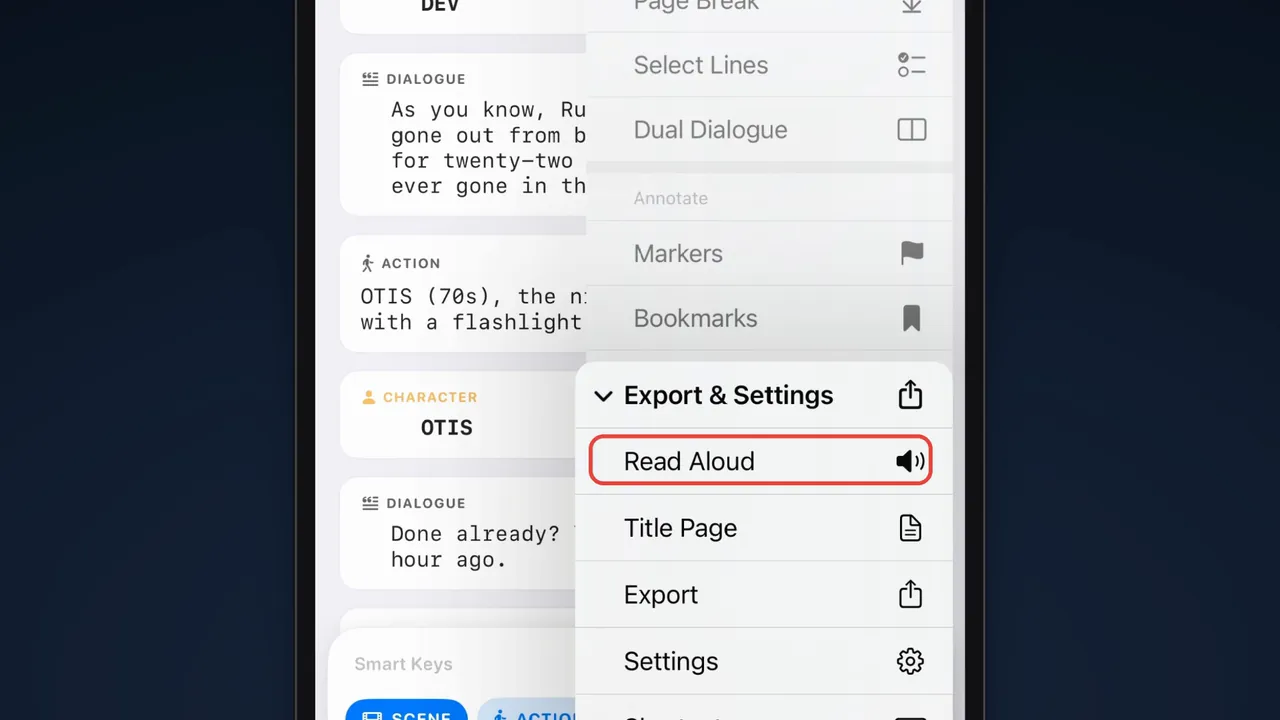 DEV
DIALOGUE
As you know, Ru
gone out from b
for twenty-two
ever gone in th
ACTION
OTIS (70s), the ni
with a flashlight
CHARACTER
OTIS
DIALOGUE
Done already?
hour ago.
Smart Keys
SCENE
ACTION
Page Break
Select Lines
Dual Dialogue
Annotate
Markers
Bookmarks
Export & Settings
Read Aloud
Title Page
Export
Settings